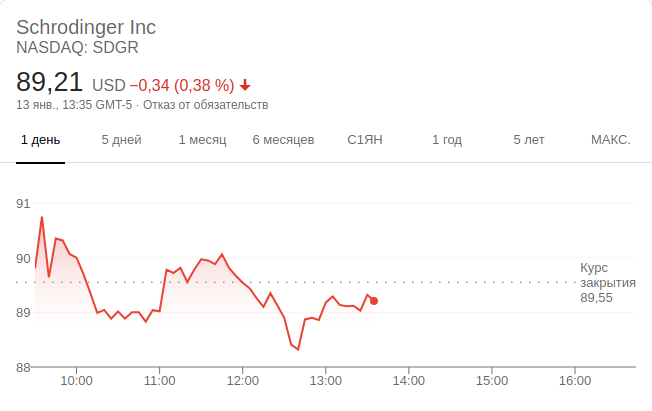 Schrodinger Inc
NASDAQ: SDGR
89,21 USD −0,34 (0,38 %)
13 янв., 13:35 GMT-5 · Отказ от обязательств
1 день 5 дней 1 месяц 6 месяцев С1ЯН 1 год 5 лет МАКС.
91
90
Курс
закрытия
89,55
89
88
10:00 11:00 12:00 13:00 14:00 15:00 16:00